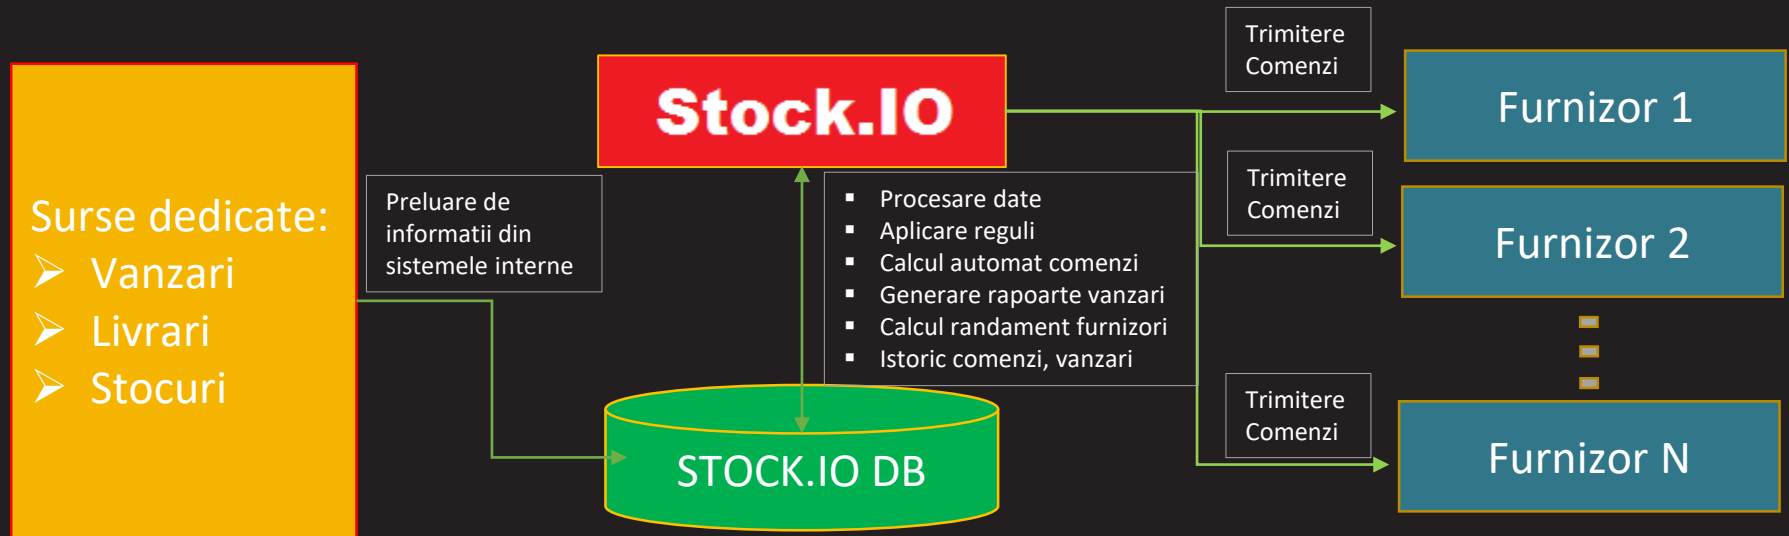 Surse dedicate:
➢ Vanzari
➢ Livrari
➢ Stocuri
Preluare de
informatii din
sistemele interne
Stock.IO
▪ Procesare date
▪ Aplicare reguli
▪ Calcul automat comenzi
▪ Generare rapoarte vanzari
▪ Calcul randament furnizori
▪ Istoric comenzi, vanzari
STOCK.IO DB
Trimitere
Comenzi
Furnizor 1
Trimitere
Comenzi
Furnizor 2
Trimitere
Comenzi
Furnizor N